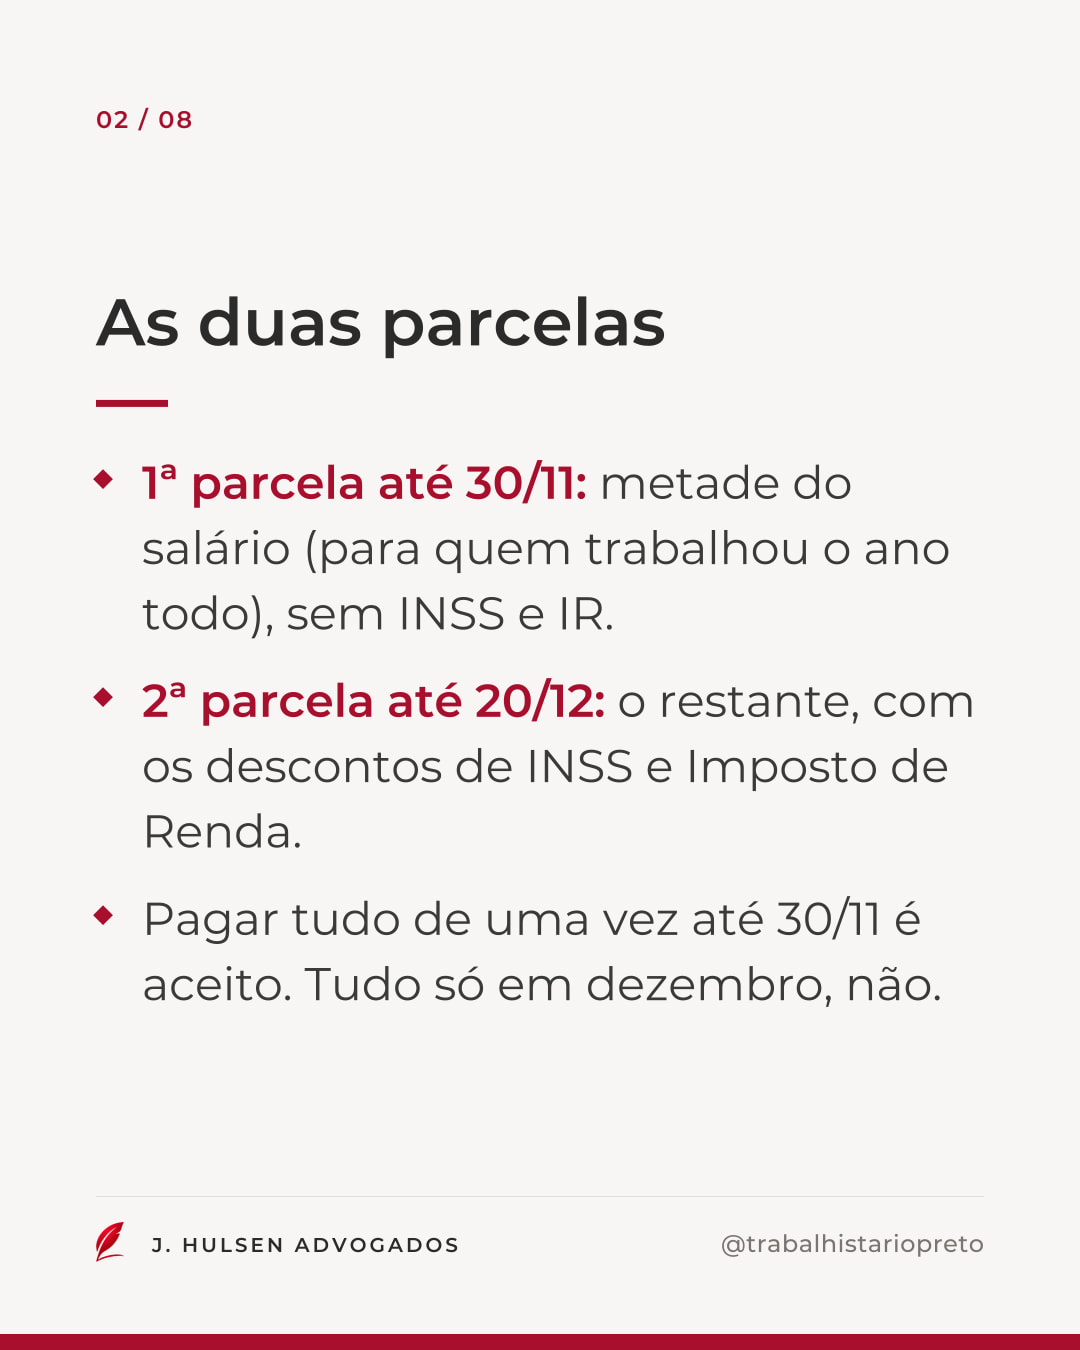 02 / 08
As duas parcelas
1ª parcela até 30/11: metade do
salário (para quem trabalhou o ano
todo), sem INSS e IR.
2ª parcela até 20/12: o restante, com
os descontos de INSS e Imposto de
Renda.
Pagar tudo de uma vez até 30/11 é
aceito. Tudo só em dezembro, não.
J. HULSEN ADVOGADOS
@trabalhistariopreto